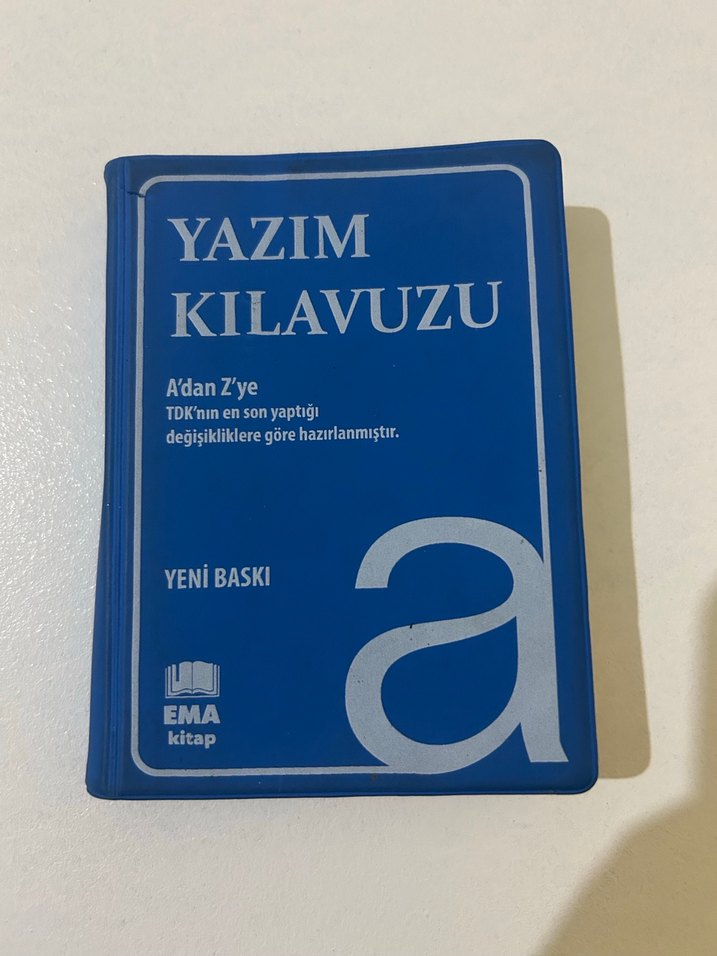 YAZIM
KILAVUZU
A'dan Z'ye
TDK'nın en son yaptığı
değişikliklere göre hazırlanmıştır.
YENİ BASKI
a
EMA
kitap